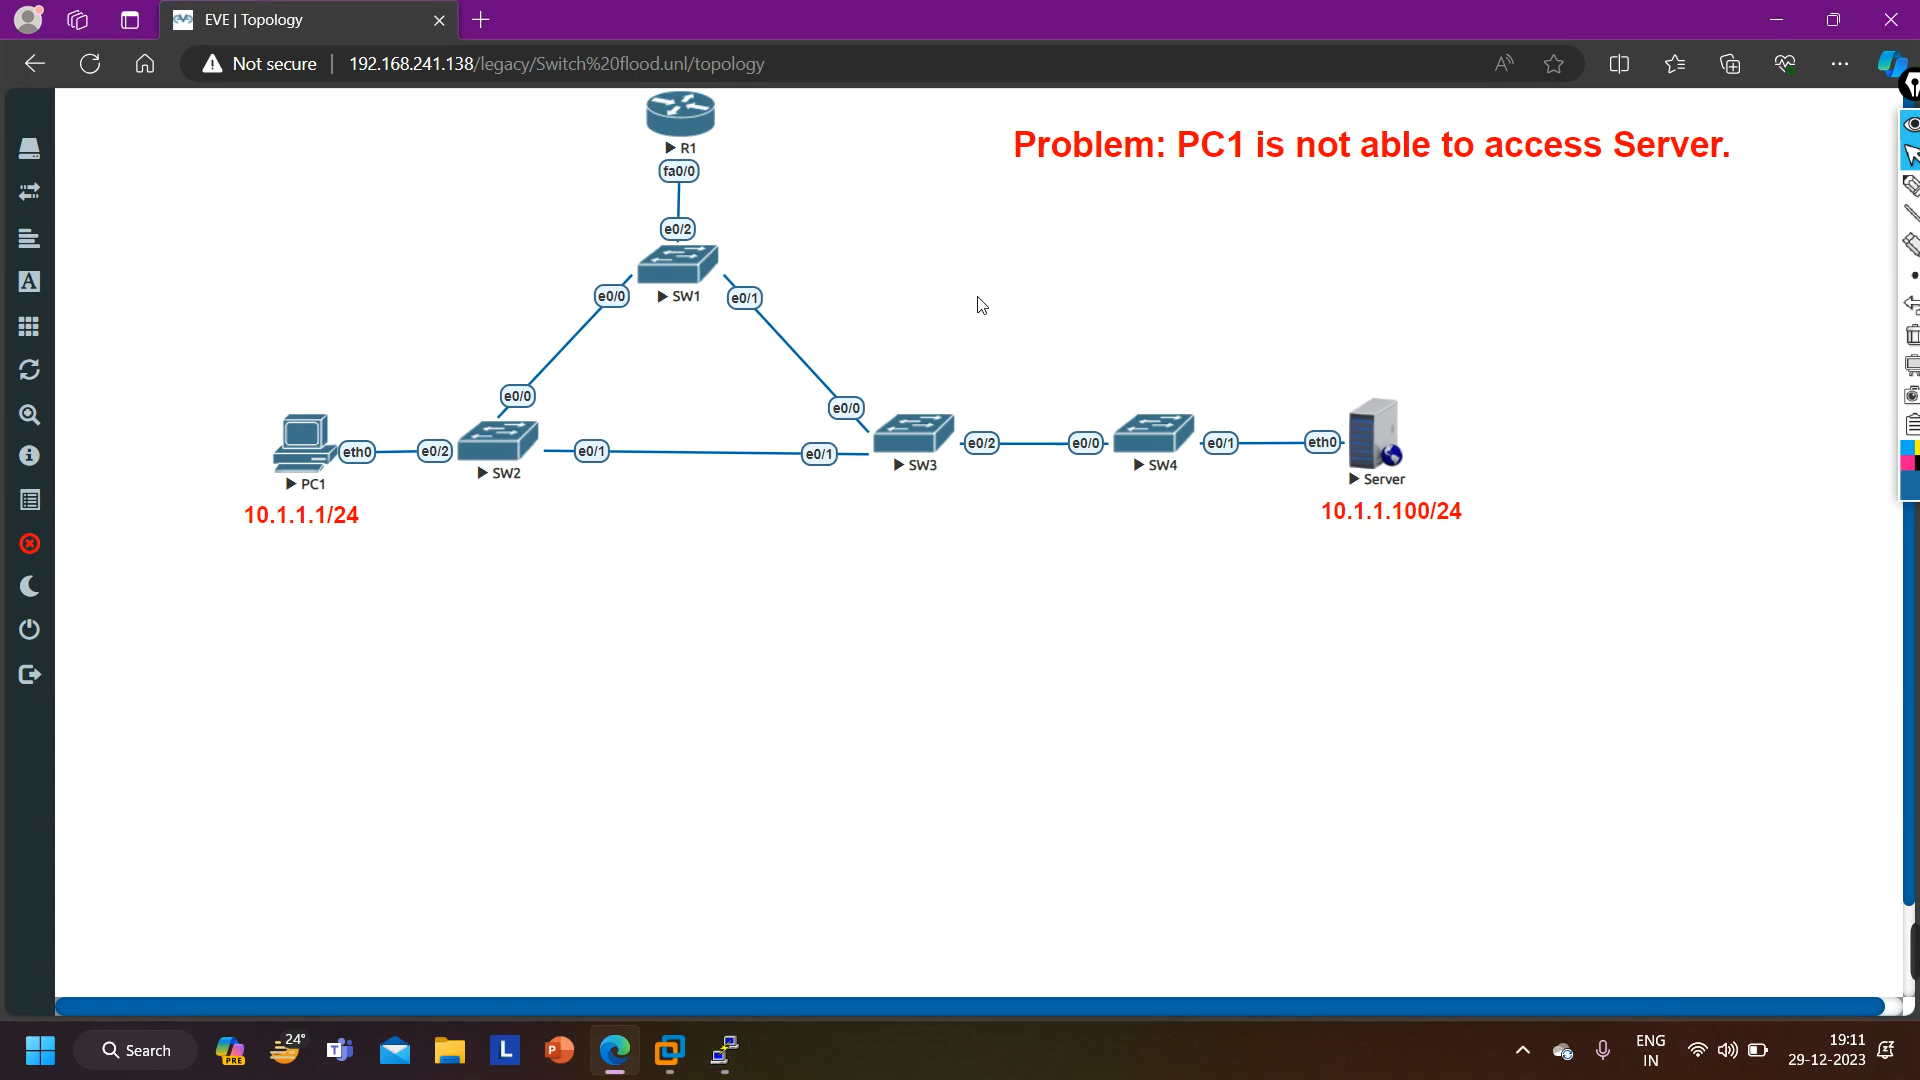 EVE | Topology
Not secure
192.168.241.138/legacy/Switch%20flood.unl/topology
Problem: PC1 is not able to access Server.
R1
fa0/0
e0/2
SW1
e0/0
e0/1
e0/0
e0/0
PC1
eth0
e0/2
SW2
e0/1
e0/1
SW3
e0/2
e0/0
SW4
e0/1
eth0
Server
10.1.1.1/24
10.1.1.100/24
Search
PRE
24°
T
L
P
ENG
IN
19:11
29-12-2023